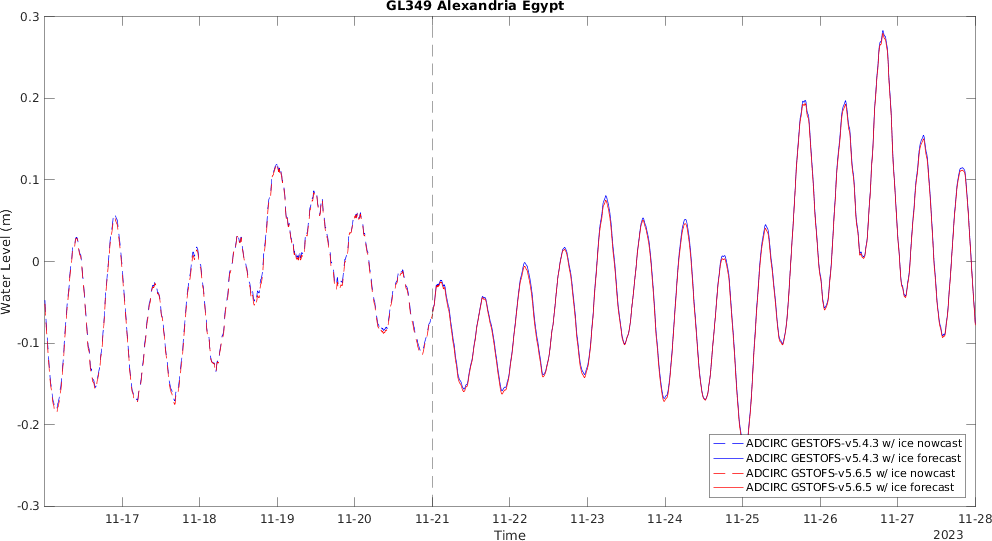 GL349 Alexandria Egypt
0.3
0.2
0.1
0
-0.1
-0.2
-0.3
Water Level (m)
ADCIRC GESTOFS-v5.4.3 w/ ice nowcast
ADCIRC GESTOFS-v5.4.3 w/ ice forecast
ADCIRC GSTOFS-v5.6.5 w/ ice nowcast
ADCIRC GSTOFS-v5.6.5 w/ ice forecast
11-17 11-18 11-19 11-20 11-21 11-22 11-23 11-24 11-25 11-26 11-27 11-28
Time
2023